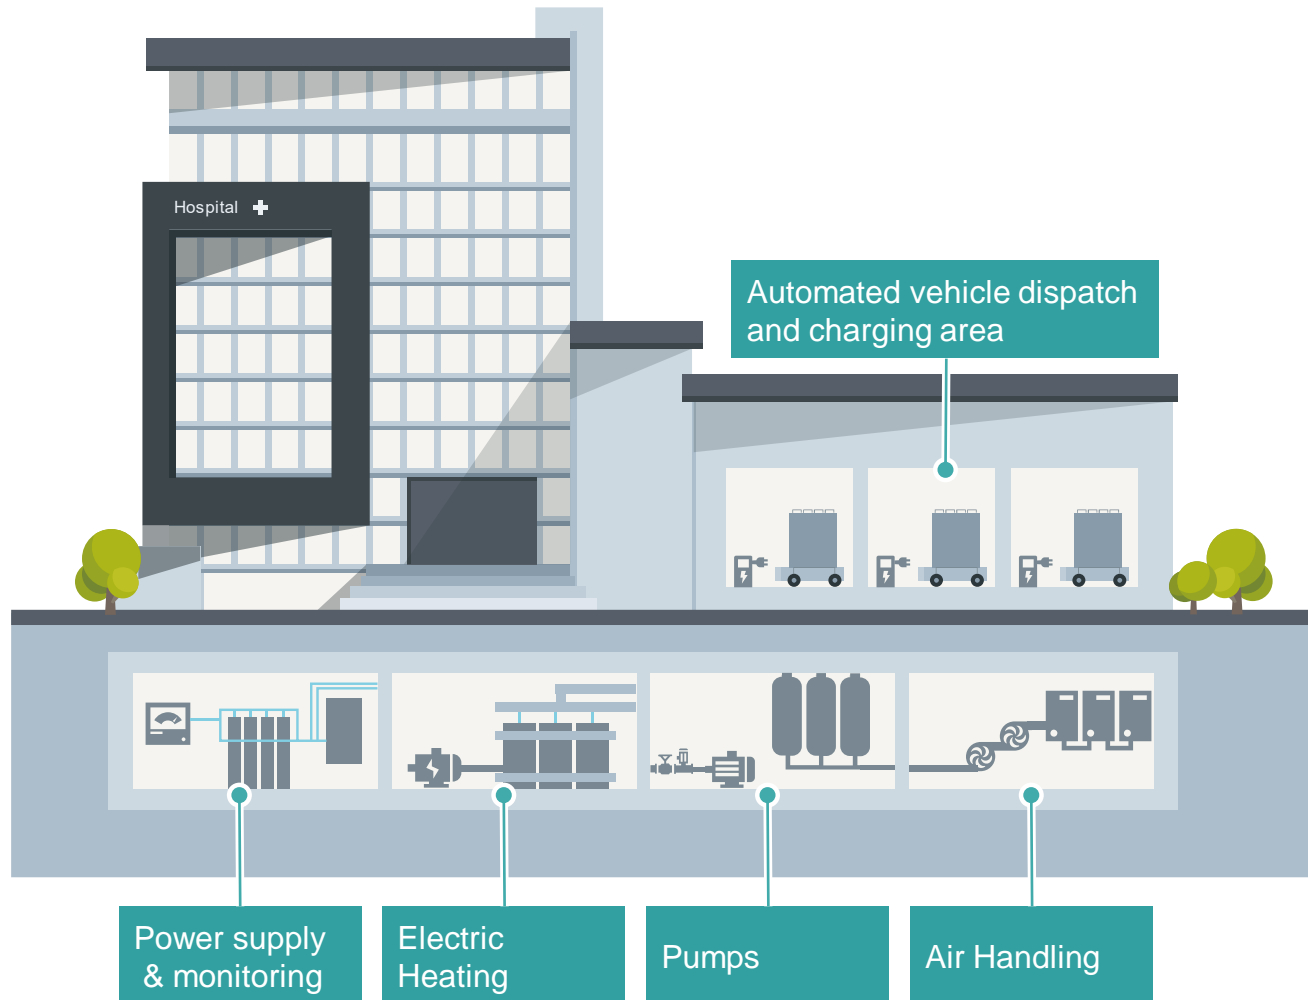 Hospital
Automated vehicle dispatch
and charging area
Power supply
& monitoring
Electric
Heating
Pumps
Air Handling